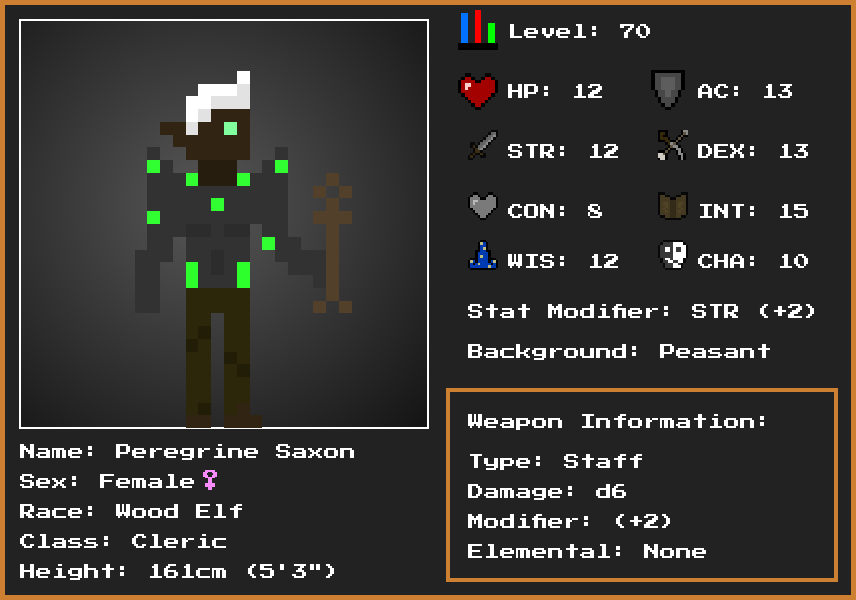 Level: 70
HP: 12 AC: 13
STR: 12 DEX: 13
CON: 8 INT: 15
WIS: 12 CHA: 10
Stat Modifier: STR (+2)
Background: Peasant
Weapon Information:
Type: Staff
Damage: d6
Modifier: (+2)
Elemental: None
Name: Peregrine Saxon
Sex: Female♀
Race: Wood Elf
Class: Cleric
Height: 161cm (5'3")